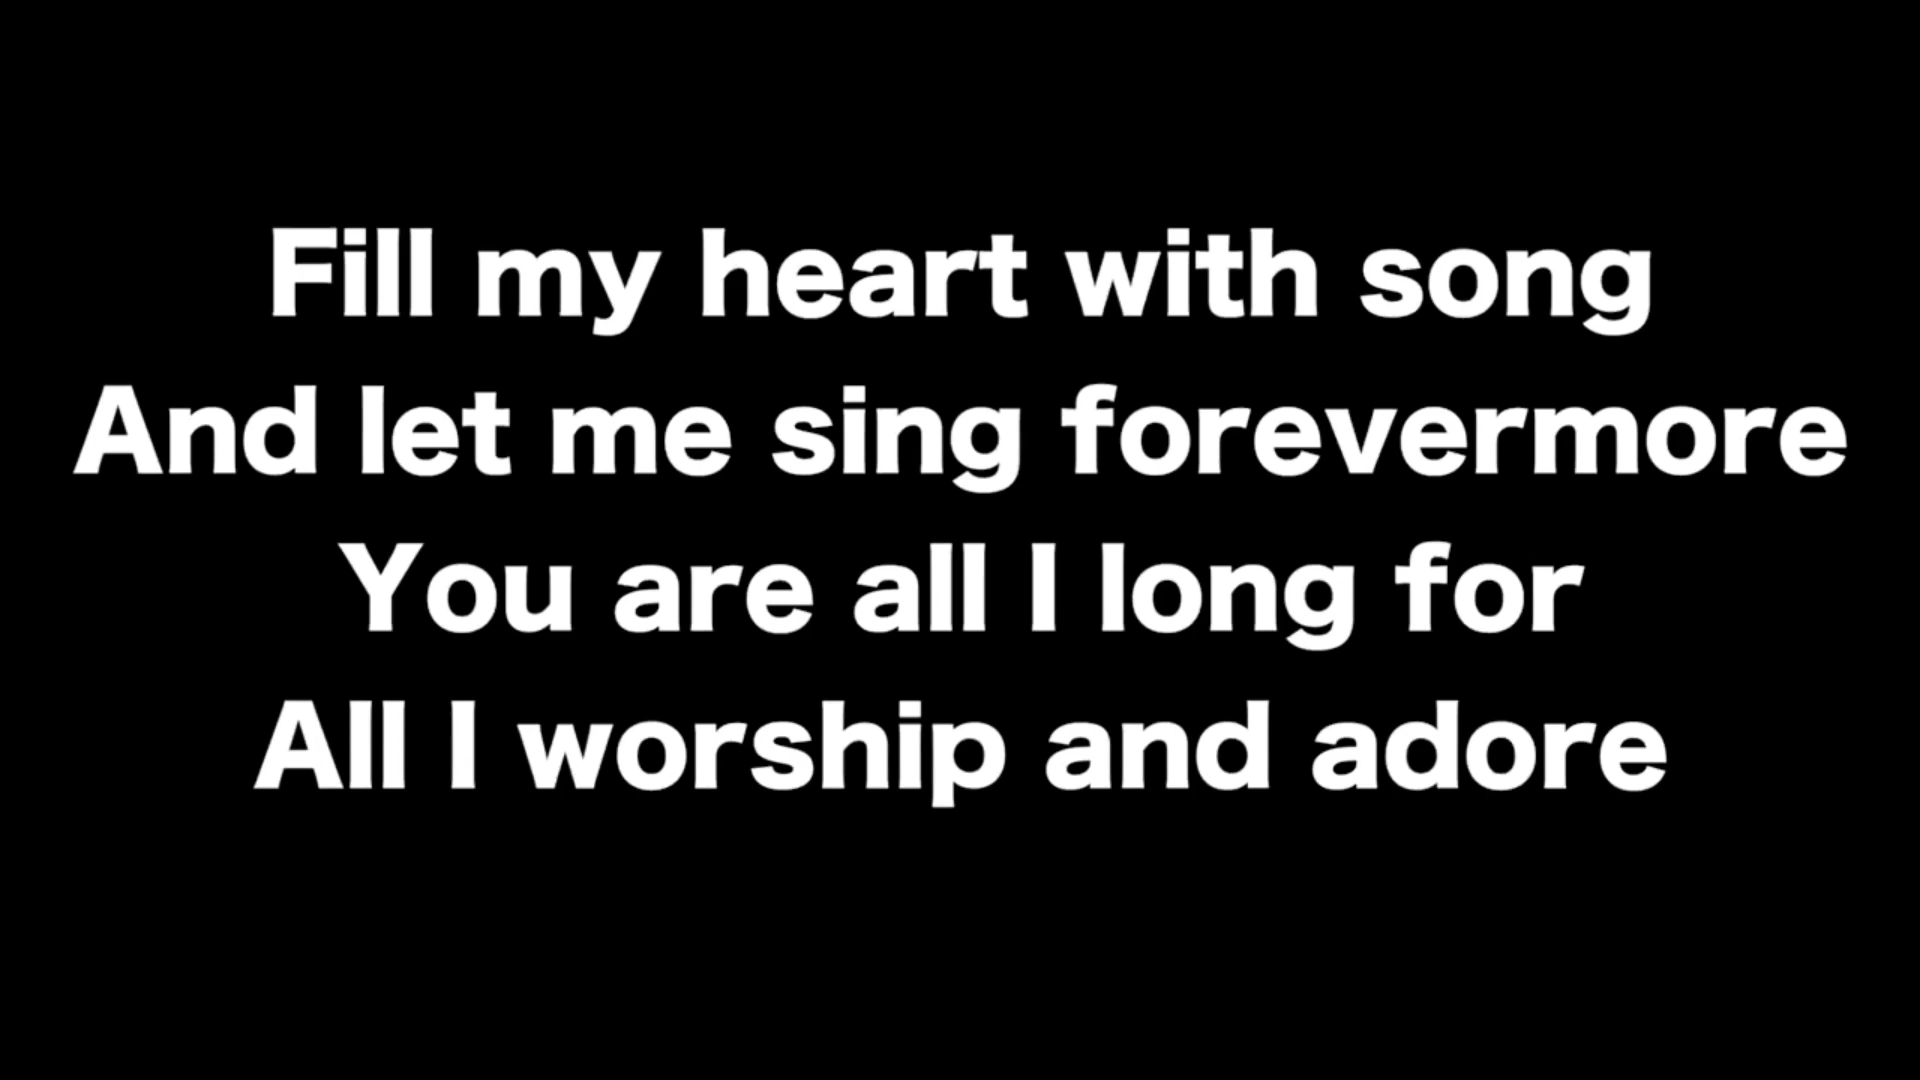 Fill my heart with song
And let me sing forevermore
You are all I long for
All I worship and adore